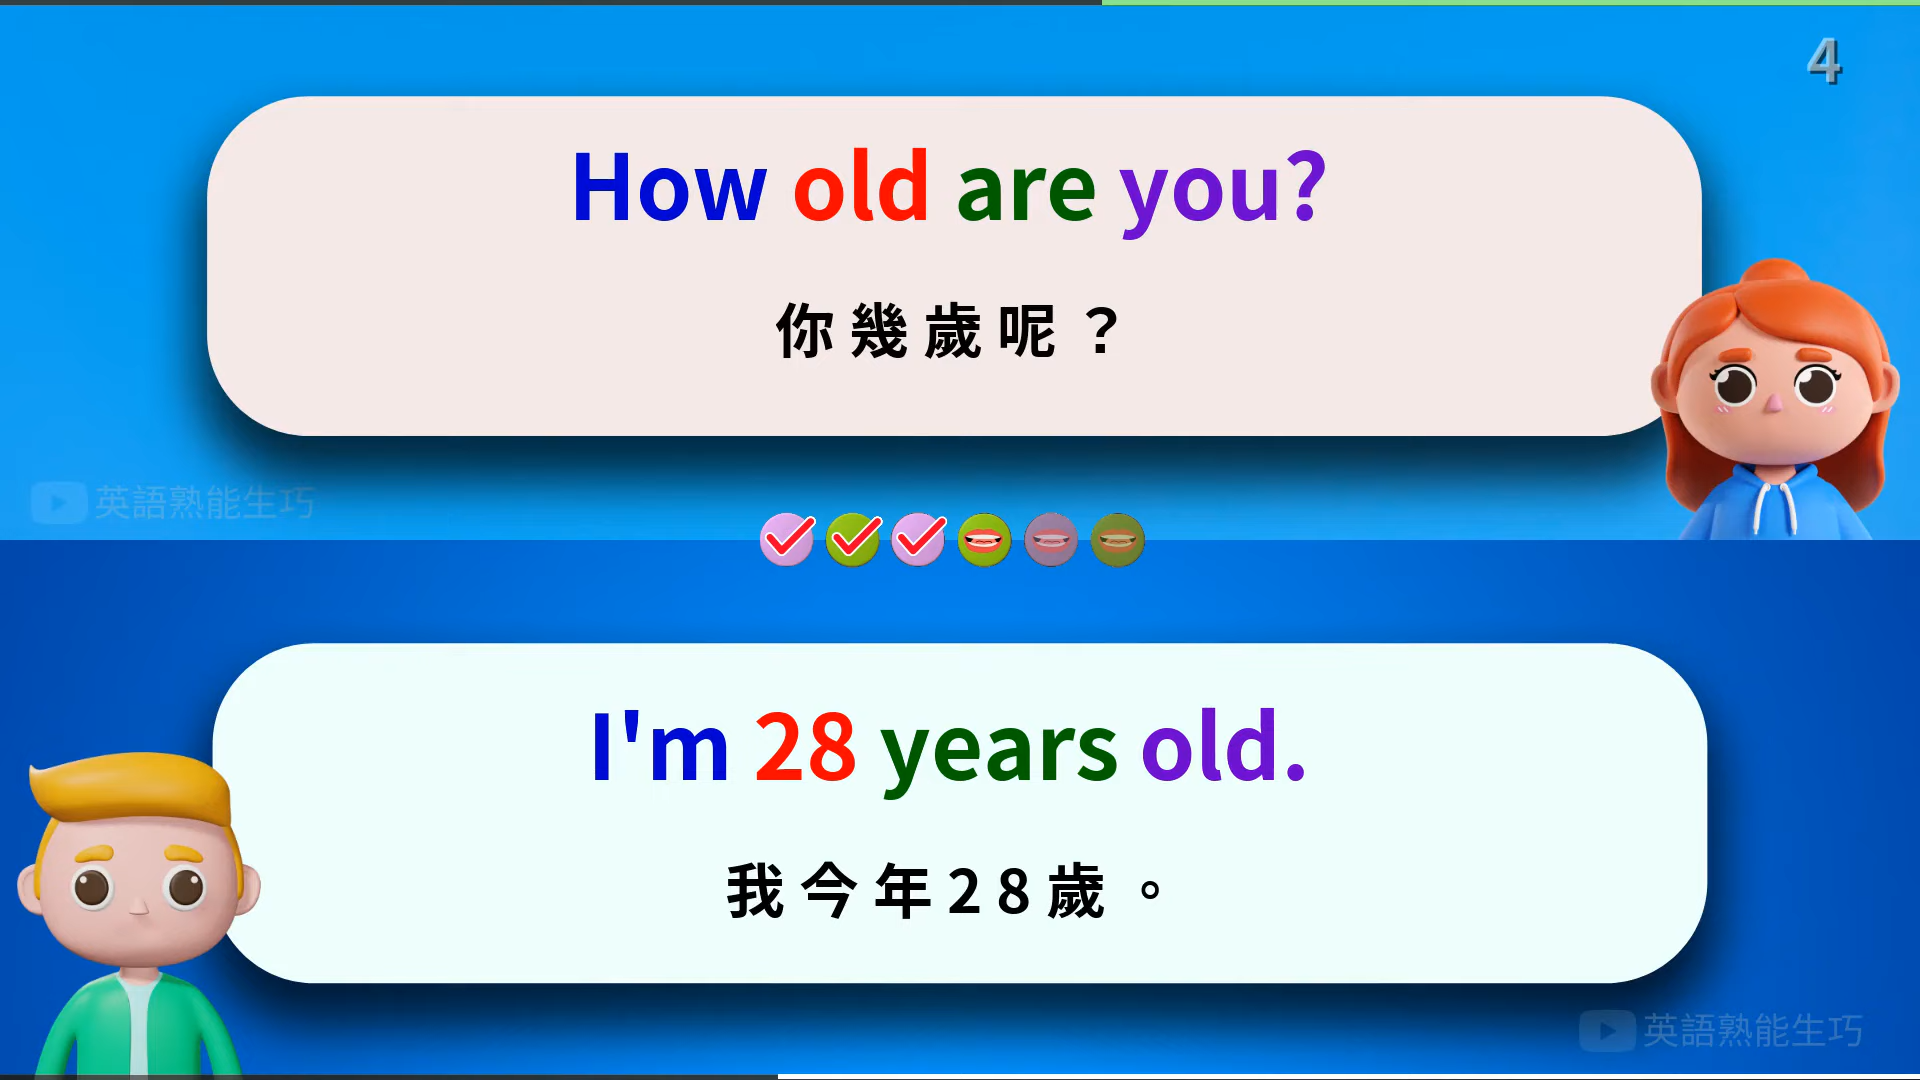 4
How old are you?
你幾歲呢？
英語熟能生巧
I'm 28 years old.
我今年28歲。
英語熟能生巧